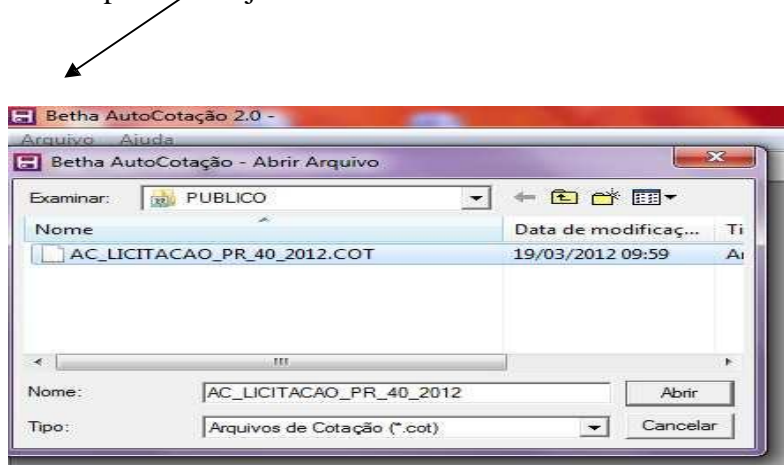 Betha AutoCotação 2.0 -
Arquivo Ajuda
Betha AutoCotação - Abrir Arquivo
Examinar: PUBLICO
Nome Data de modificaç... Ti
AC_LICITACAO_PR_40_2012.COT 19/03/2012 09:59
Nome: AC_LICITACAO_PR_40_2012 Abrir
Tipo: Arquivos de Cotação (*.cot) Cancelar